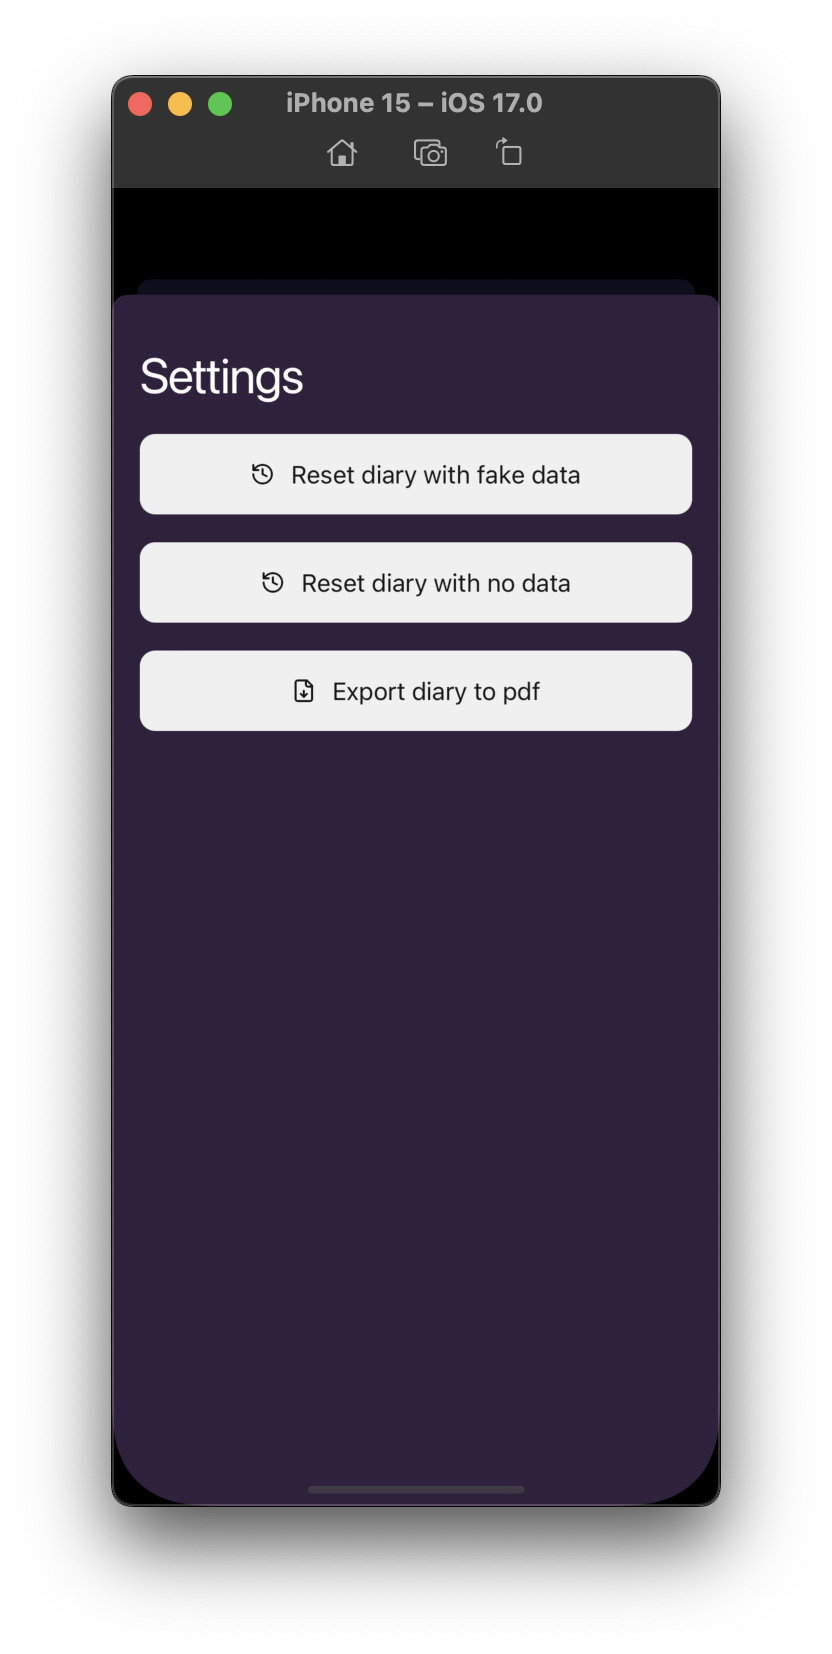 iPhone 15 – iOS 17.0
Settings
Reset diary with fake data
Reset diary with no data
Export diary to pdf